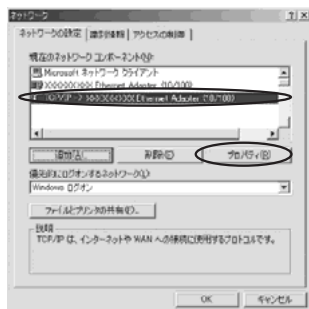 ネットワーク
ネットワークの設定 識別情報 アクセスの制御
現在のネットワーク コンポーネント(N):
Microsoft ネットワーク クライアント
XXXXXXXX Ethernet Adapter (10/100)
TCP/IP -> XXXXXXXX Ethernet Adapter (10/100)
追加(A)... 削除(E) プロパティ(R)
優先的にログオンするネットワーク(L):
Windows ログオン
ファイルとプリンタの共有(F)...
説明
TCP/IP は、インターネットや WAN への接続に使用するプロトコルです。
OK キャンセル